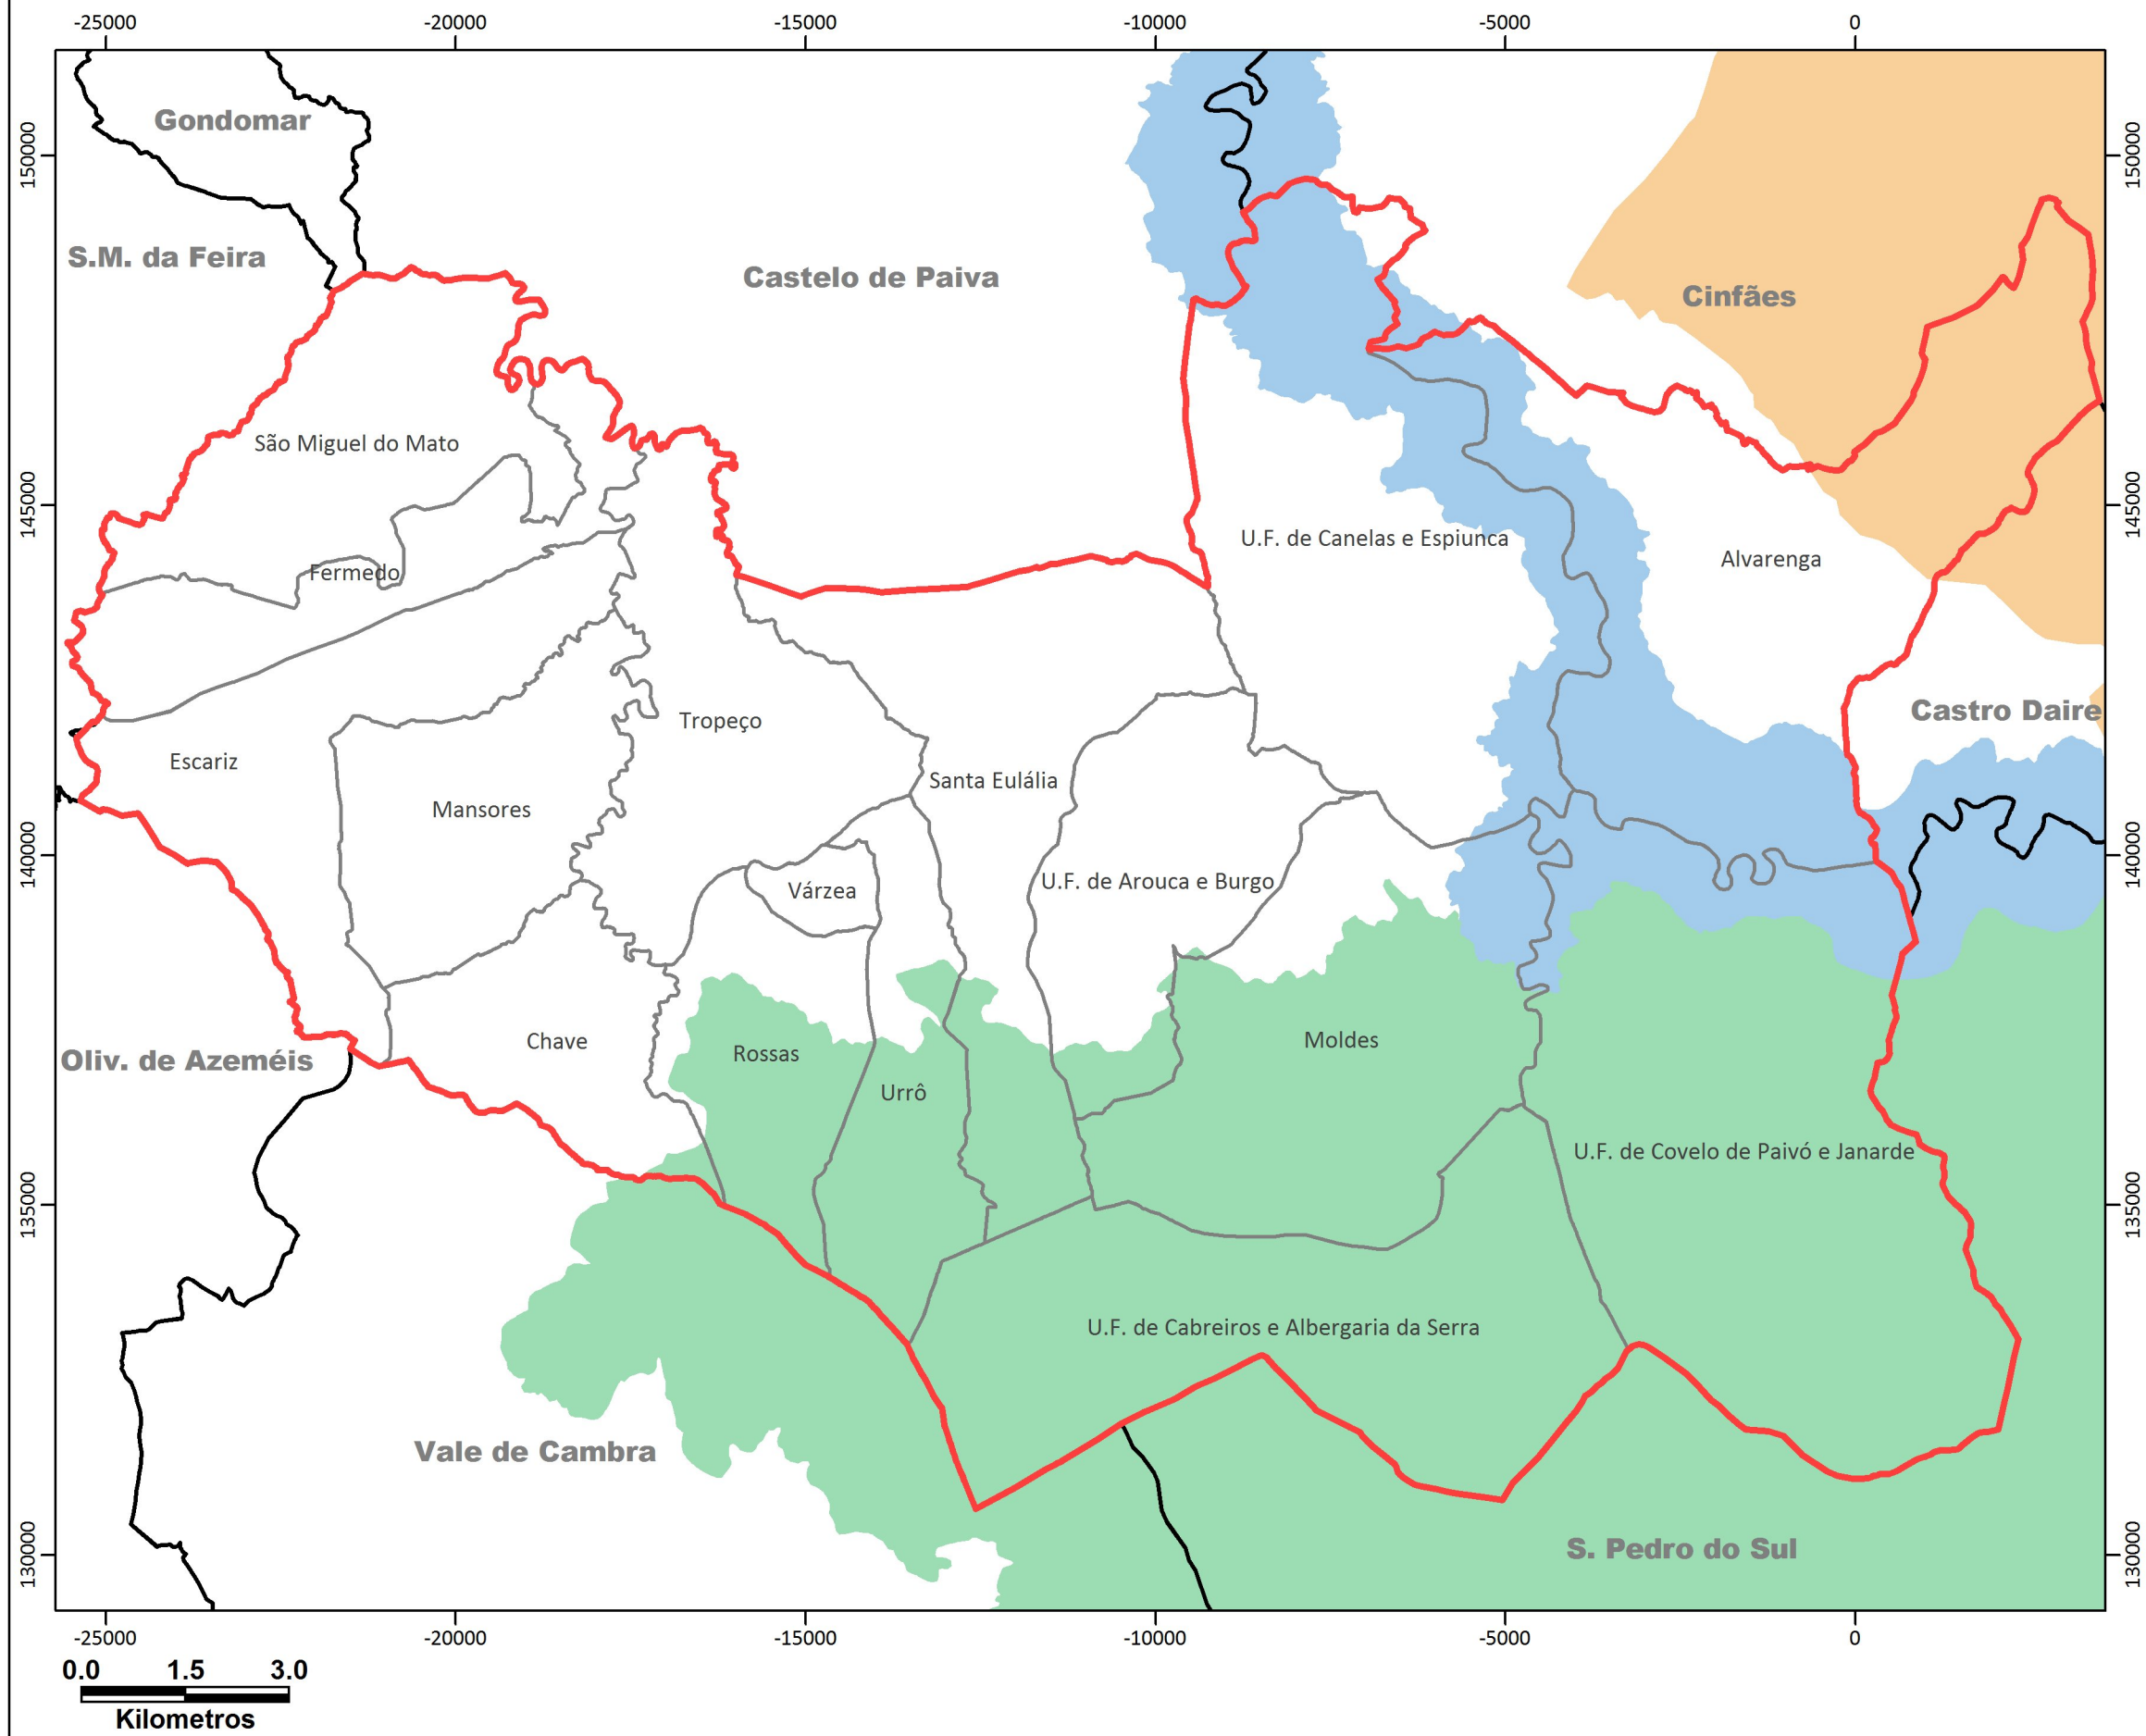 -25000 -20000 -15000 -10000 -5000 0
Gondomar
150000 150000
S.M. da Feira
Castelo de Paiva
Cinfães
São Miguel do Mato
145000 145000
U.F. de Canelas e Espiunca
Alvarenga
Fermedo
Castro Daire
Tropeço
Escariz
Santa Eulália
Mansores
140000 140000
U.F. de Arouca e Burgo
Várzea
Chave
Moldes
Rossas
Oliv. de Azeméis
Urrô
U.F. de Covelo de Paivó e Janarde
135000 135000
U.F. de Cabreiros e Albergaria da Serra
Vale de Cambra
S. Pedro do Sul
130000 130000
-25000 -20000 -15000 -10000 -5000 0
0.0 1.5 3.0
Kilometros